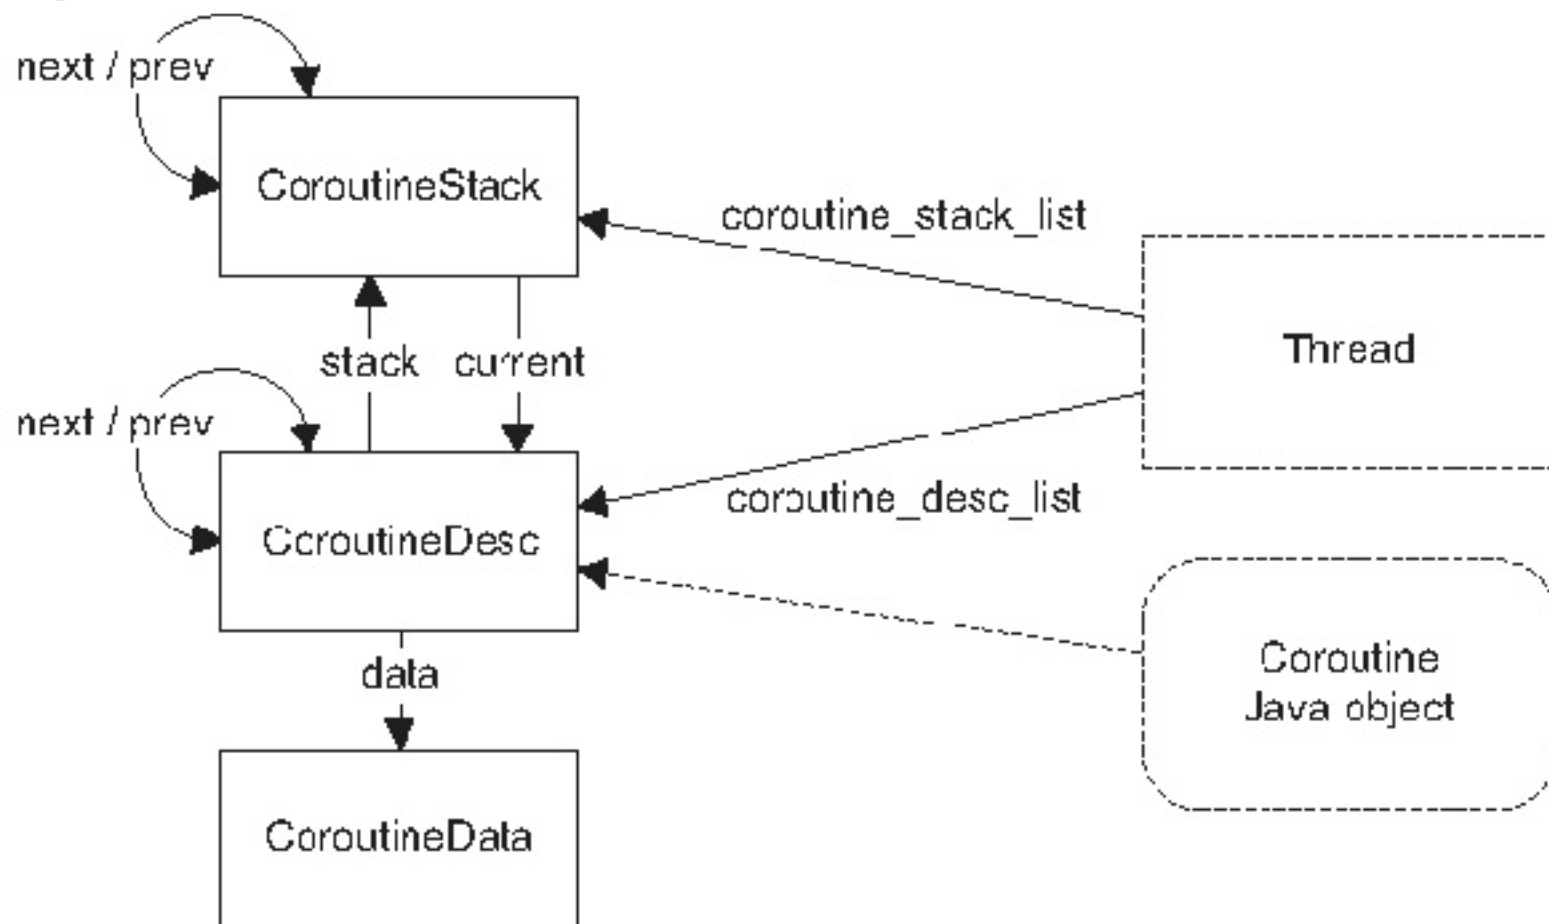 next / prev
CoroutineStack
coroutine_stack_list
Thread
stack
current
next / prev
coroutine_desc_list
CoroutineDesc
Coroutine
Java object
data
CoroutineData